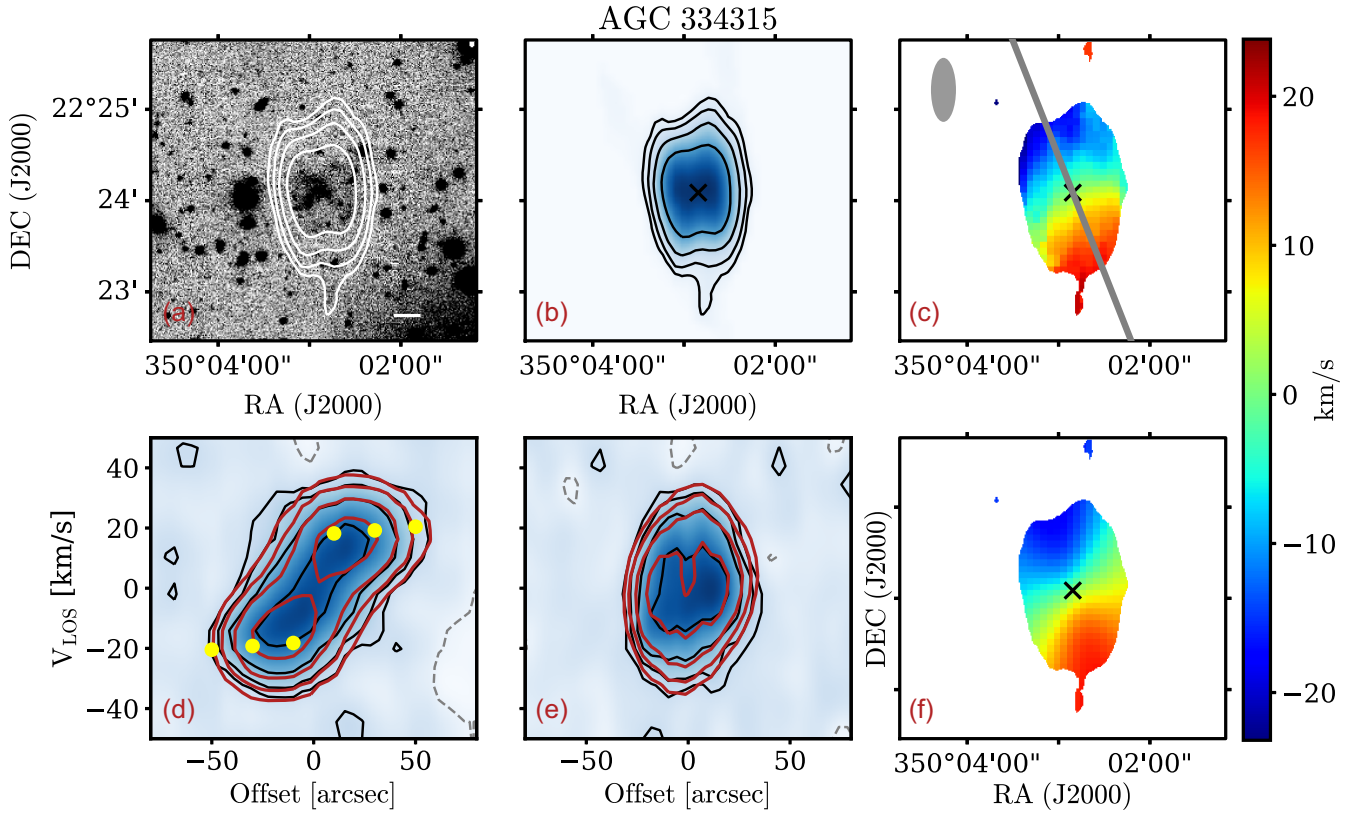 AGC 334315
DEC (J2000)
22°25'
24'
23'
(a)
(b)
(c)
350°04'00" 02'00"
350°04'00" 02'00"
350°04'00" 02'00"
RA (J2000)
RA (J2000)
20
10
0
−10
−20
km/s
V_LOS [km/s]
40
20
0
−20
−40
(d)
(e)
(f)
DEC (J2000)
−50 0 50
−50 0 50
350°04'00" 02'00"
Offset [arcsec]
Offset [arcsec]
RA (J2000)